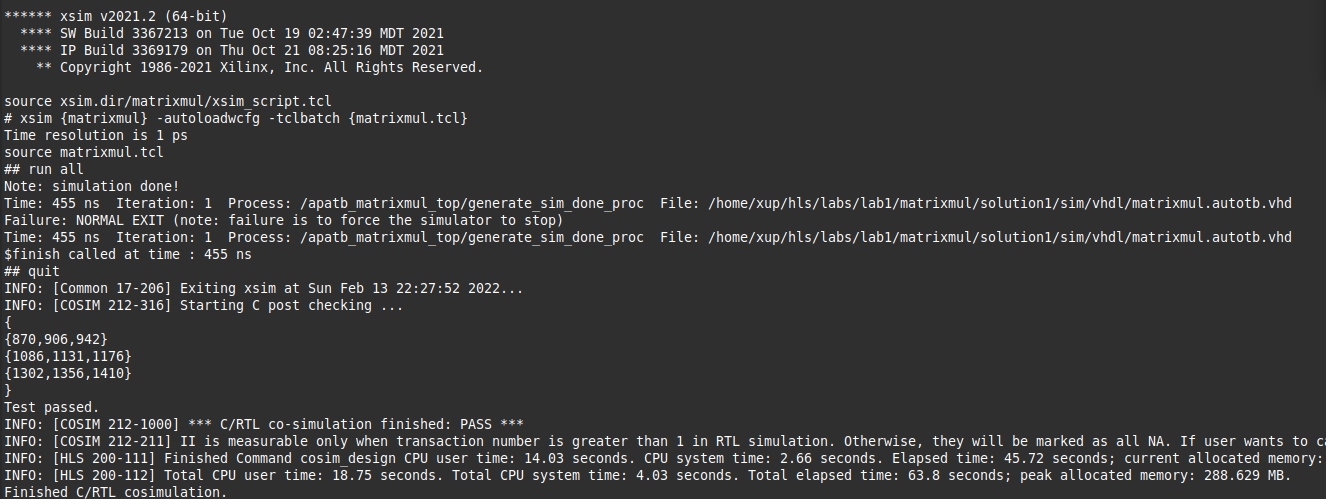 ****** xsim v2021.2 (64-bit)
**** SW Build 3367213 on Tue Oct 19 02:47:39 MDT 2021
**** IP Build 3369179 on Thu Oct 21 08:25:16 MDT 2021
** Copyright 1986-2021 Xilinx, Inc. All Rights Reserved.
source xsim.dir/matrixmul/xsim_script.tcl
# xsim {matrixmul} -autoloadwcfg -tclbatch {matrixmul.tcl}
Time resolution is 1 ps
source matrixmul.tcl
## run all
Note: simulation done!
Time: 455 ns  Iteration: 1  Process: /apatb_matrixmul_top/generate_sim_done_proc  File: /home/xup/hls/labs/lab1/matrixmul/solution1/sim/vhdl/matrixmul.autotb.vhd
Failure: NORMAL EXIT (note: failure is to force the simulator to stop)
Time: 455 ns  Iteration: 1  Process: /apatb_matrixmul_top/generate_sim_done_proc  File: /home/xup/hls/labs/lab1/matrixmul/solution1/sim/vhdl/matrixmul.autotb.vhd
$finish called at time : 455 ns
## quit
INFO: [Common 17-206] Exiting xsim at Sun Feb 13 22:27:52 2022...
INFO: [COSIM 212-316] Starting C post checking ...
{
{870,906,942}
{1086,1131,1176}
{1302,1356,1410}
}
Test passed.
INFO: [COSIM 212-1000] *** C/RTL co-simulation finished: PASS ***
INFO: [COSIM 212-211] II is measurable only when transaction number is greater than 1 in RTL simulation. Otherwise, they will be marked as all NA. If user wants to
INFO: [HLS 200-111] Finished Command cosim_design CPU user time: 14.03 seconds. CPU system time: 2.66 seconds. Elapsed time: 45.72 seconds; current allocated memory:
INFO: [HLS 200-112] Total CPU user time: 18.75 seconds. Total CPU system time: 4.03 seconds. Total elapsed time: 63.8 seconds; peak allocated memory: 288.629 MB.
Finished C/RTL cosimulation.